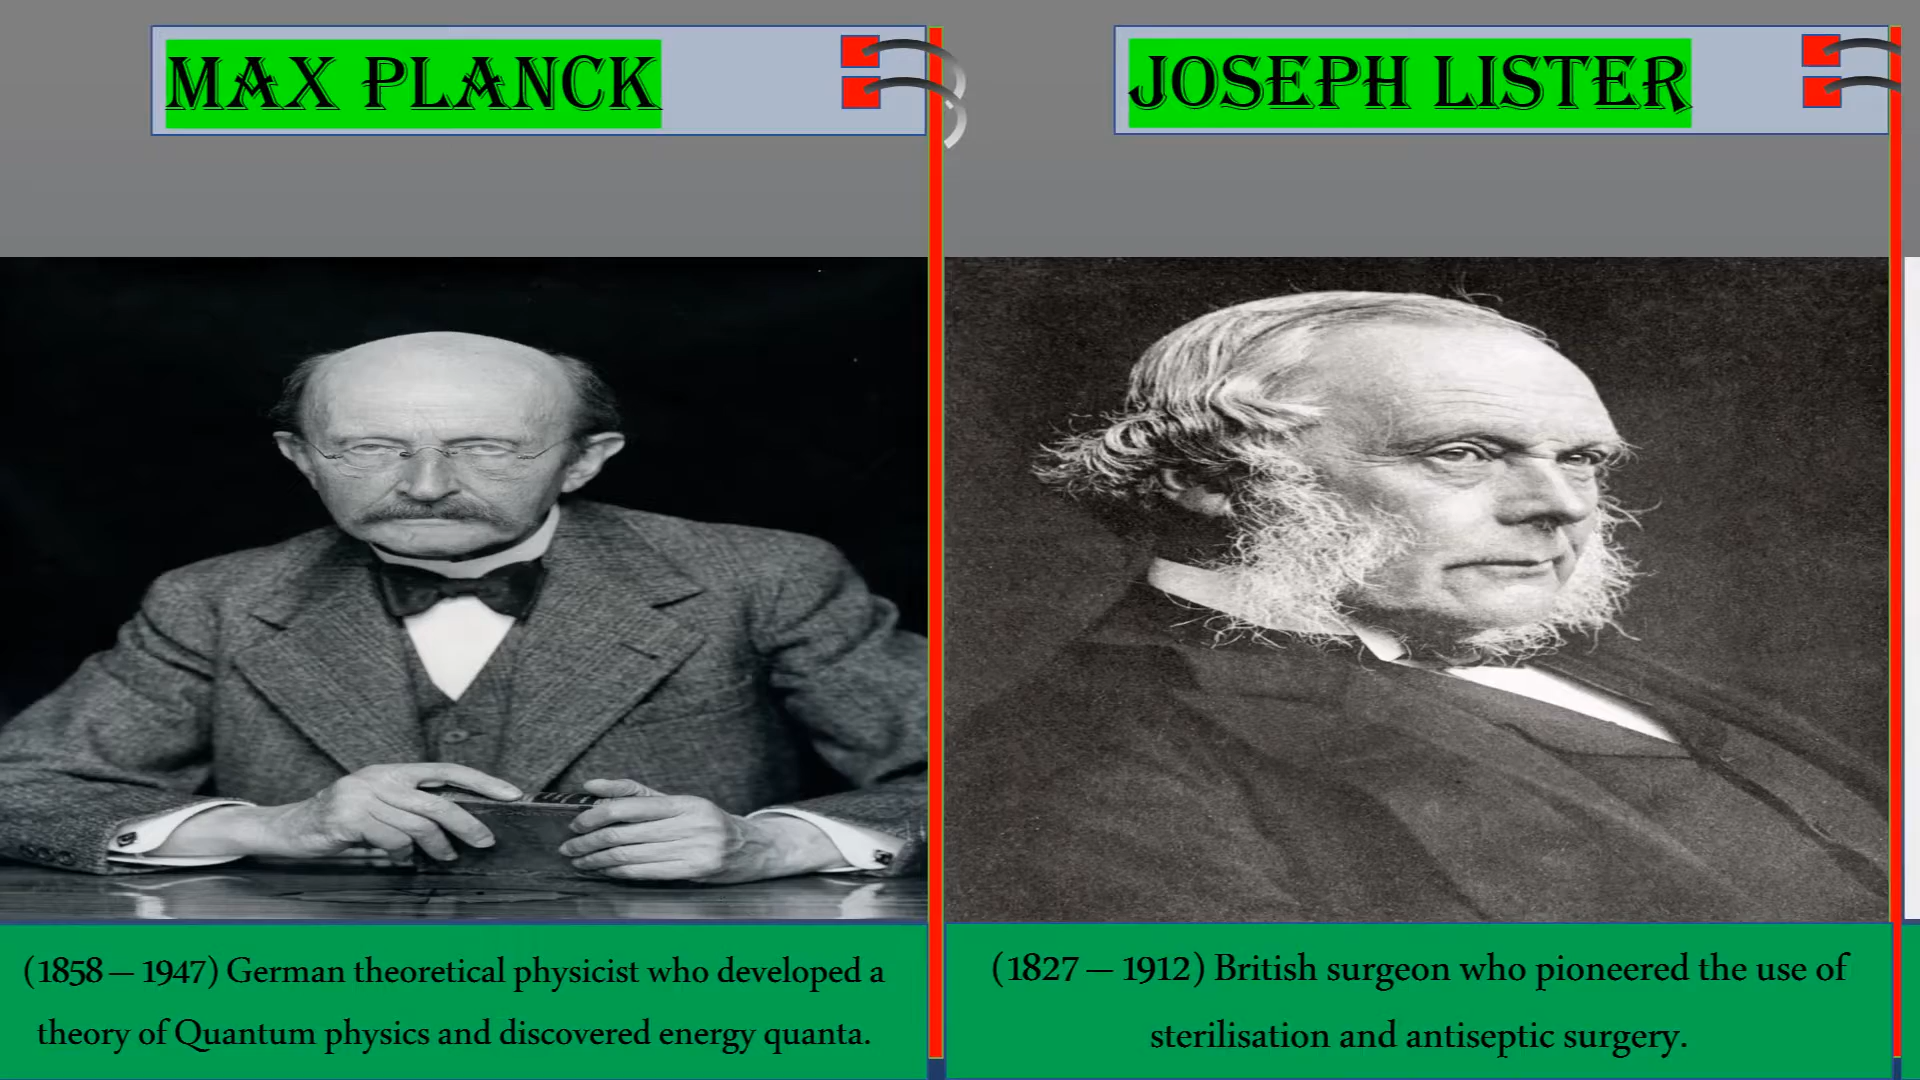 MAX PLANCK
(1858 – 1947) German theoretical physicist who developed a
theory of Quantum physics and discovered energy quanta.
JOSEPH LISTER
(1827 – 1912) British surgeon who pioneered the use of
sterilisation and antiseptic surgery.